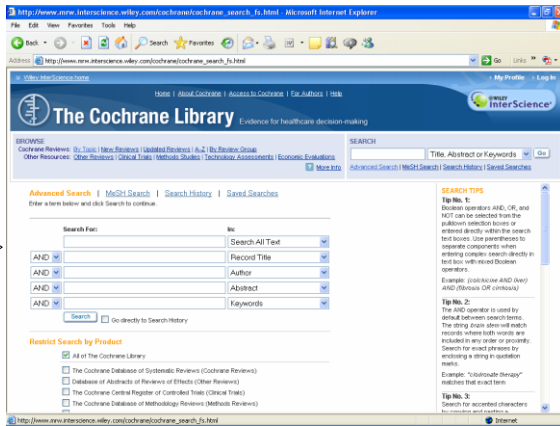 http://www.mrw.interscience.wiley.com/cochrane/cochrane_search_fs.html - Microsoft Internet Explorer
File Edit View Favorites Tools Help
Back Search Favorites
Address http://www.mrw.interscience.wiley.com/cochrane/cochrane_search_fs.html Go Links
Wiley InterScience home My Profile Log In
Home | About Cochrane | Access to Cochrane | For Authors | Help
WILEY InterScience
The Cochrane Library Evidence for healthcare decision-making
BROWSE
Cochrane Reviews: By Topic | New Reviews | Updated Reviews | A-Z | By Review Group
Other Resources: Other Reviews | Clinical Trials | Methods Studies | Technology Assessments | Economic Evaluations
More Info
SEARCH
Title, Abstract or Keywords Go
Advanced Search | MeSH Search | Search History | Saved Searches
Advanced Search | MeSH Search | Search History | Saved Searches
Enter a term below and click Search to continue.
Search For: In:
Search All Text
AND Record Title
AND Author
AND Abstract
AND Keywords
Search Go directly to Search History
Restrict Search by Product
All of The Cochrane Library
The Cochrane Database of Systematic Reviews (Cochrane Reviews)
Database of Abstracts of Reviews of Effects (Other Reviews)
The Cochrane Central Register of Controlled Trials (Clinical Trials)
The Cochrane Database of Methodology Reviews (Methods Reviews)
SEARCH TIPS
Tip No. 1:
Boolean operators AND, OR, and
NOT can be selected from the
pulldown selection boxes or
entered directly within the search
text boxes. Use parentheses to
separate components when
entering complex search directly in
text box with mixed Boolean
operators.
Example: (colchicine AND liver)
AND (fibrosis OR cirrhosis)
Tip No. 2:
The AND operator is used by
default between search terms.
The string brain stem will match
records where both words are
included in any order or proximity.
Search for exact phrases by
enclosing a string in quotation
marks.
Example: "clodronate therapy"
matches that exact term.
Tip No. 3:
Search for accented characters
by copying and pasting a
http://www.mrw.interscience.wiley.com/cochrane/cochrane_search_fs.html Internet